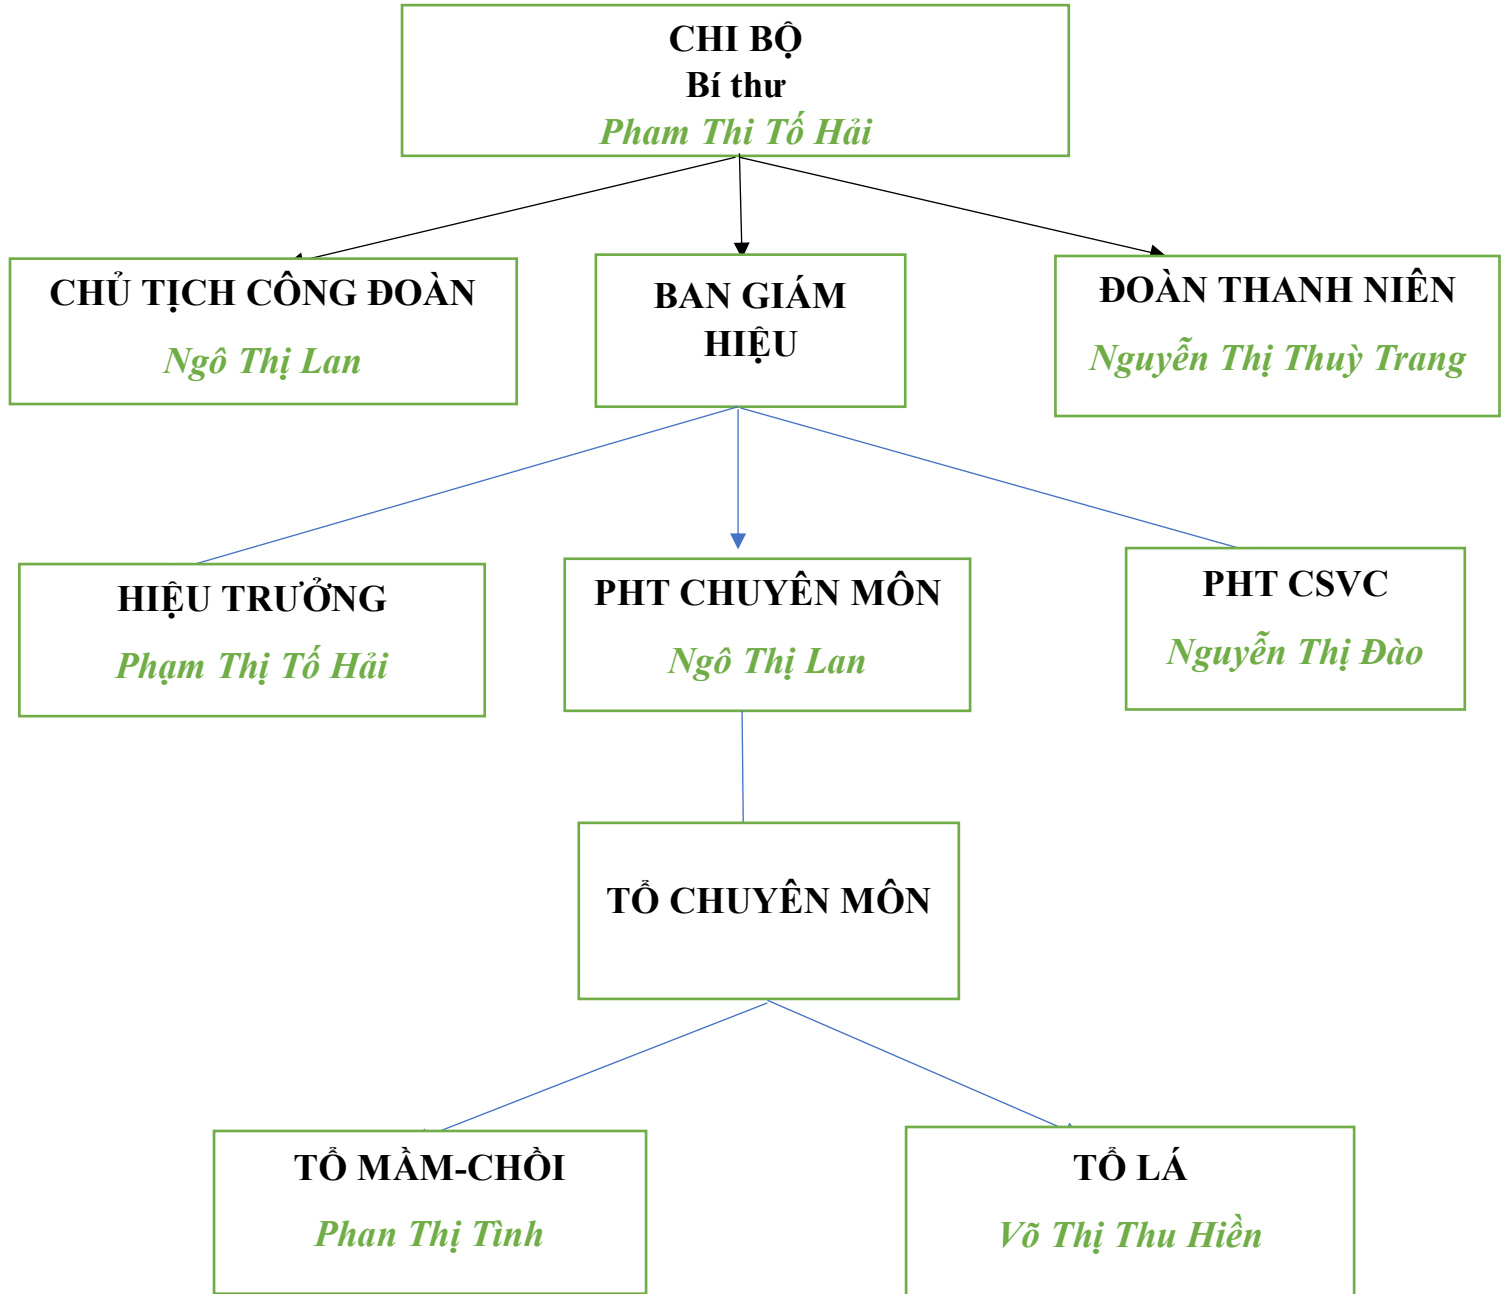 CHI BỘ
Bí thư
Pham Thi Tố Hải
CHỦ TỊCH CÔNG ĐOÀN
Ngô Thị Lan
BAN GIÁM
HIỆU
ĐOÀN THANH NIÊN
Nguyễn Thị Thuỳ Trang
HIỆU TRƯỞNG
Phạm Thị Tố Hải
PHT CHUYÊN MÔN
Ngô Thị Lan
PHT CSVC
Nguyễn Thị Đào
TỔ CHUYÊN MÔN
TỔ MẦM-CHỒI
Phan Thị Tình
TỔ LÁ
Võ Thị Thu Hiền